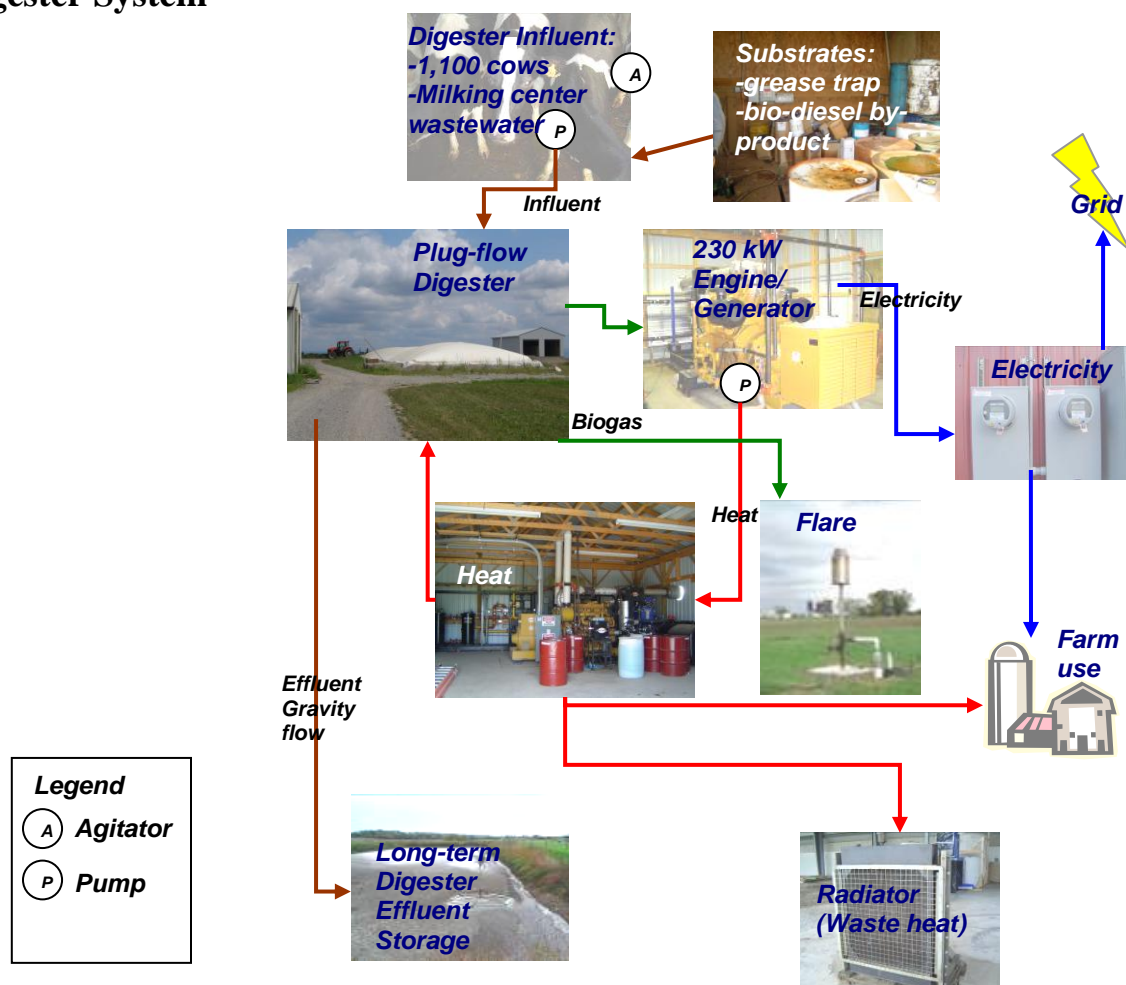 gester System
Digester Influent:
-1,100 cows
-Milking center
wastewater
A
P
Substrates:
-grease trap
-bio-diesel by-
product
Influent
Grid
Plug-flow
Digester
230 kW
Engine/
Generator
Electricity
P
Electricity
Biogas
Heat
Flare
Heat
Farm
use
Effluent
Gravity
flow
Legend
A Agitator
P Pump
Long-term
Digester
Effluent
Storage
Radiator
(Waste heat)